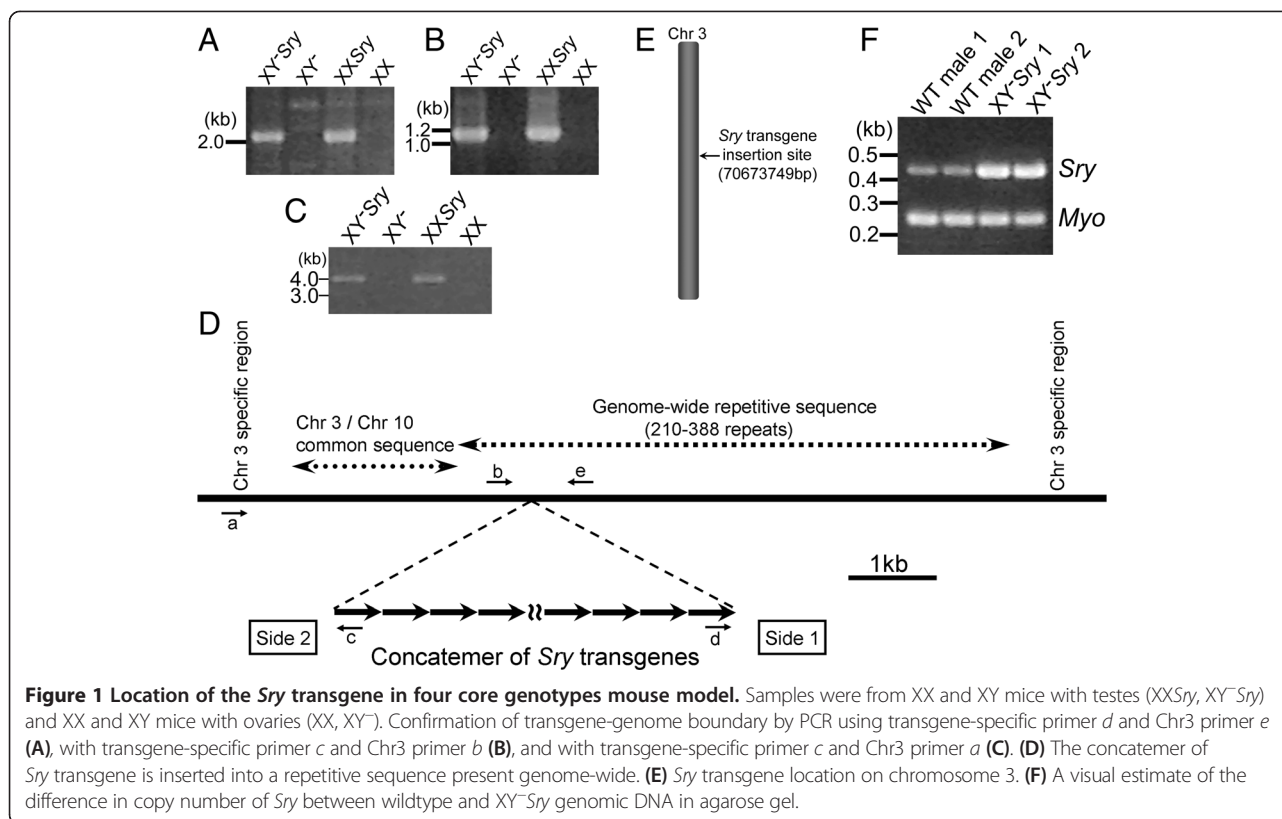 A
XY⁻Sry
XY⁻
XXSry
XX
(kb)
2.0
B
XY⁻Sry
XY⁻
XXSry
XX
(kb)
1.2
1.0
C
XY⁻Sry
XY⁻
XXSry
XX
(kb)
4.0
3.0
E
Chr 3
Sry transgene
insertion site
(70673749bp)
F
WT male 1
WT male 2
XY⁻Sry 1
XY⁻Sry 2
(kb)
0.5
0.4
0.3
0.2
Sry
Myo
D
Chr 3 specific region
Chr 3 / Chr 10
common sequence
Genome-wide repetitive sequence
(210-388 repeats)
Chr 3 specific region
b
e
a
1kb
Side 2
c
d
Side 1
Concatemer of Sry transgenes
Figure 1 Location of the Sry transgene in four core genotypes mouse model. Samples were from XX and XY mice with testes (XXSry, XY⁻Sry)
and XX and XY mice with ovaries (XX, XY⁻). Confirmation of transgene-genome boundary by PCR using transgene-specific primer d and Chr3 primer e
(A), with transgene-specific primer c and Chr3 primer b (B), and with transgene-specific primer c and Chr3 primer a (C). (D) The concatemer of
Sry transgene is inserted into a repetitive sequence present genome-wide. (E) Sry transgene location on chromosome 3. (F) A visual estimate of the
difference in copy number of Sry between wildtype and XY⁻Sry genomic DNA in agarose gel.